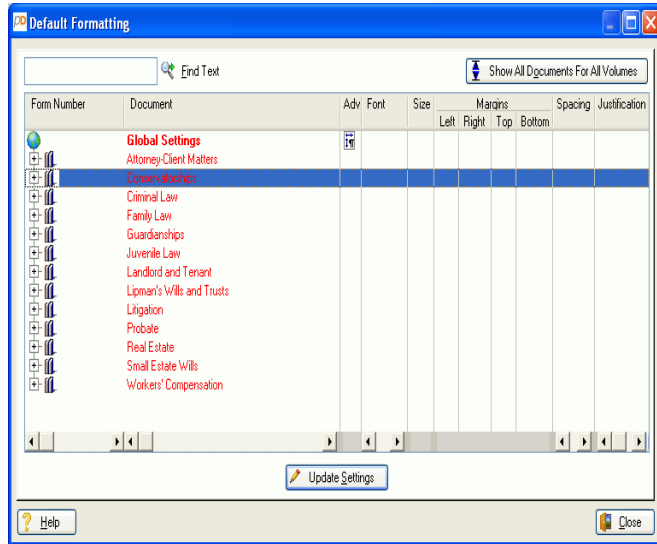 PD Default Formatting
Find Text
Show All Documents For All Volumes
Form Number Document Adv Font Size Margins Spacing Justification
Left Right Top Bottom
Global Settings
Attorney-Client Matters
Conservatorships
Criminal Law
Family Law
Guardianships
Juvenile Law
Landlord and Tenant
Lipman's Wills and Trusts
Litigation
Probate
Real Estate
Small Estate Wills
Workers' Compensation
Update Settings
Help Close